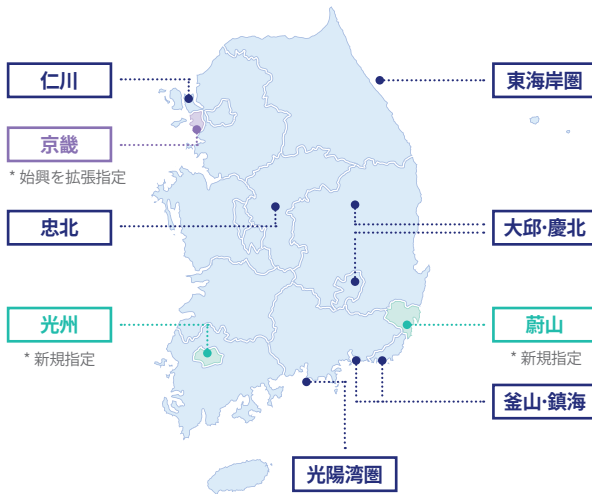 仁川
東海岸圏
京畿
* 始興を拡張指定
忠北
大邱·慶北
光州
* 新規指定
蔚山
* 新規指定
釜山·鎮海
光陽湾圏